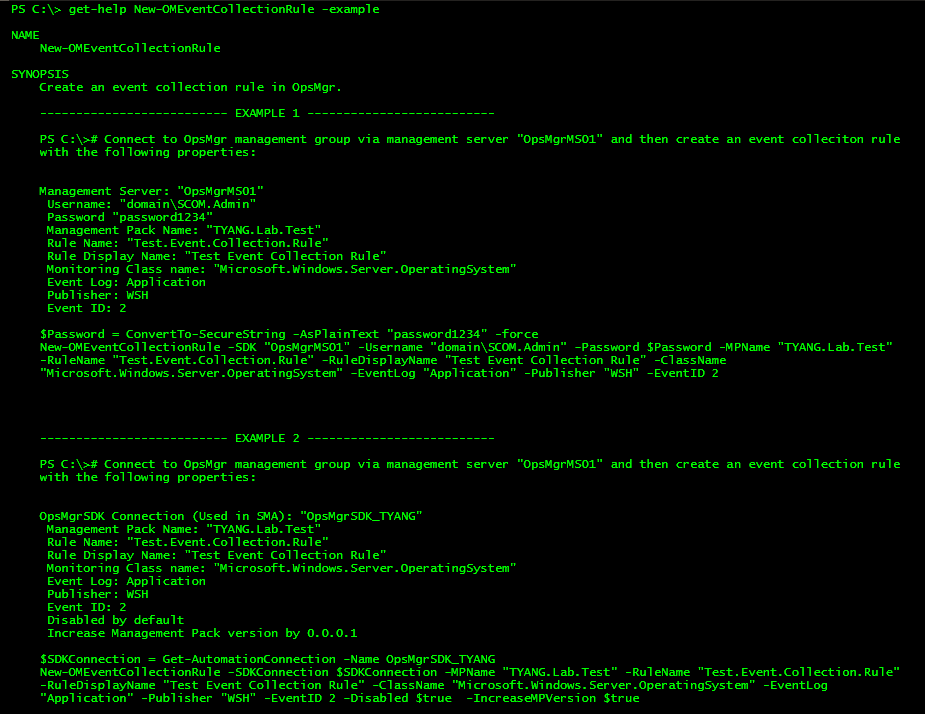 PS C:\> get-help New-OMEventCollectionRule -example
NAME
New-OMEventCollectionRule
SYNOPSIS
Create an event collection rule in OpsMgr.
-------------------------- EXAMPLE 1 --------------------------
PS C:\># Connect to OpsMgr management group via management server "OpsMgrMS01" and then create an event colleciton rule
with the following properties:
Management Server: "OpsMgrMS01"
Username: "domain\SCOM.Admin"
Password "password1234"
Management Pack Name: "TYANG.Lab.Test"
Rule Name: "Test.Event.Collection.Rule"
Rule Display Name: "Test Event Collection Rule"
Monitoring Class name: "Microsoft.Windows.Server.OperatingSystem"
Event Log: Application
Publisher: WSH
Event ID: 2
$Password = ConvertTo-SecureString -AsPlainText "password1234" -force
New-OMEventCollectionRule -SDK "OpsMgrMS01" -Username "domain\SCOM.Admin" -Password $Password -MPName "TYANG.Lab.Test"
-RuleName "Test.Event.Collection.Rule" -RuleDisplayName "Test Event Collection Rule" -ClassName
"Microsoft.Windows.Server.OperatingSystem" -EventLog "Application" -Publisher "WSH" -EventID 2
-------------------------- EXAMPLE 2 --------------------------
PS C:\># Connect to OpsMgr management group via management server "OpsMgrMS01" and then create an event collection rule
with the following properties:
OpsMgrSDK Connection (Used in SMA): "OpsMgrSDK_TYANG"
Management Pack Name: "TYANG.Lab.Test"
Rule Name: "Test.Event.Collection.Rule"
Rule Display Name: "Test Event Collection Rule"
Monitoring Class name: "Microsoft.Windows.Server.OperatingSystem"
Event Log: Application
Publisher: WSH
Event ID: 2
Disabled by default
Increase Management Pack version by 0.0.0.1
$SDKConnection = Get-AutomationConnection -Name OpsMgrSDK_TYANG
New-OMEventCollectionRule -SDKConnection $SDKConnection -MPName "TYANG.Lab.Test" -RuleName "Test.Event.Collection.Rule"
-RuleDisplayName "Test Event Collection Rule" -ClassName "Microsoft.Windows.Server.OperatingSystem" -EventLog
"Application" -Publisher "WSH" -EventID 2 -Disabled $true  -IncreaseMPVersion $true